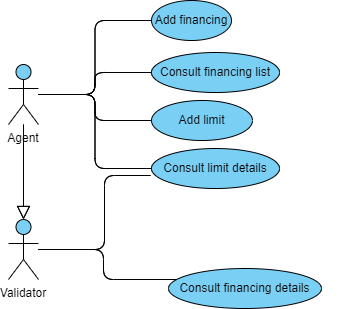 Add financing
Consult financing list
Agent
Add limit
Consult limit details
Validator
Consult financing details